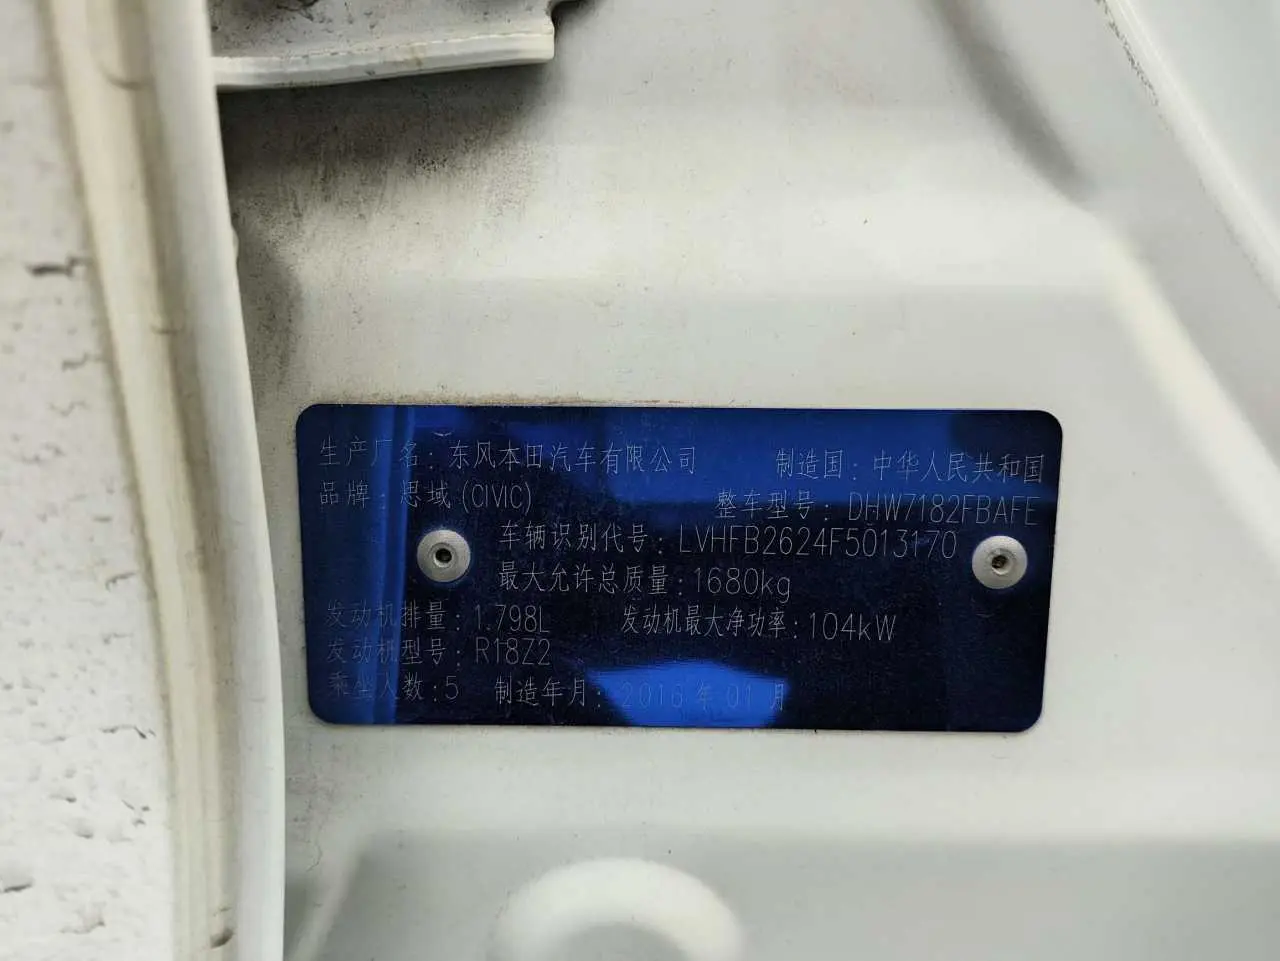 生产厂名：东风本田汽车有限公司 制造国：中华人民共和国
品牌：思域(CIVIC) 整车型号：DHW7182FBAFE
车辆识别代号：LVHFB2624F5013170
最大允许总质量：1680kg
发动机排量：1.798L 发动机最大净功率：104kW
发动机型号：R18Z2
乘坐人数：5 制造年月：2016年01月